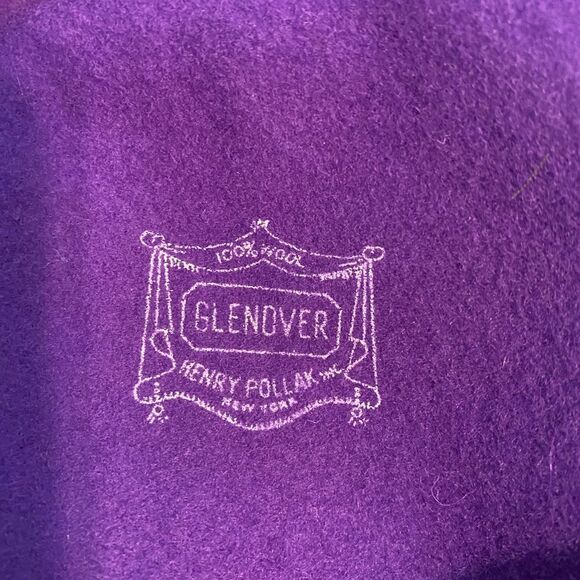 100% WOOL
GLENOVER
HENRY POLLAK INC.
NEW YORK